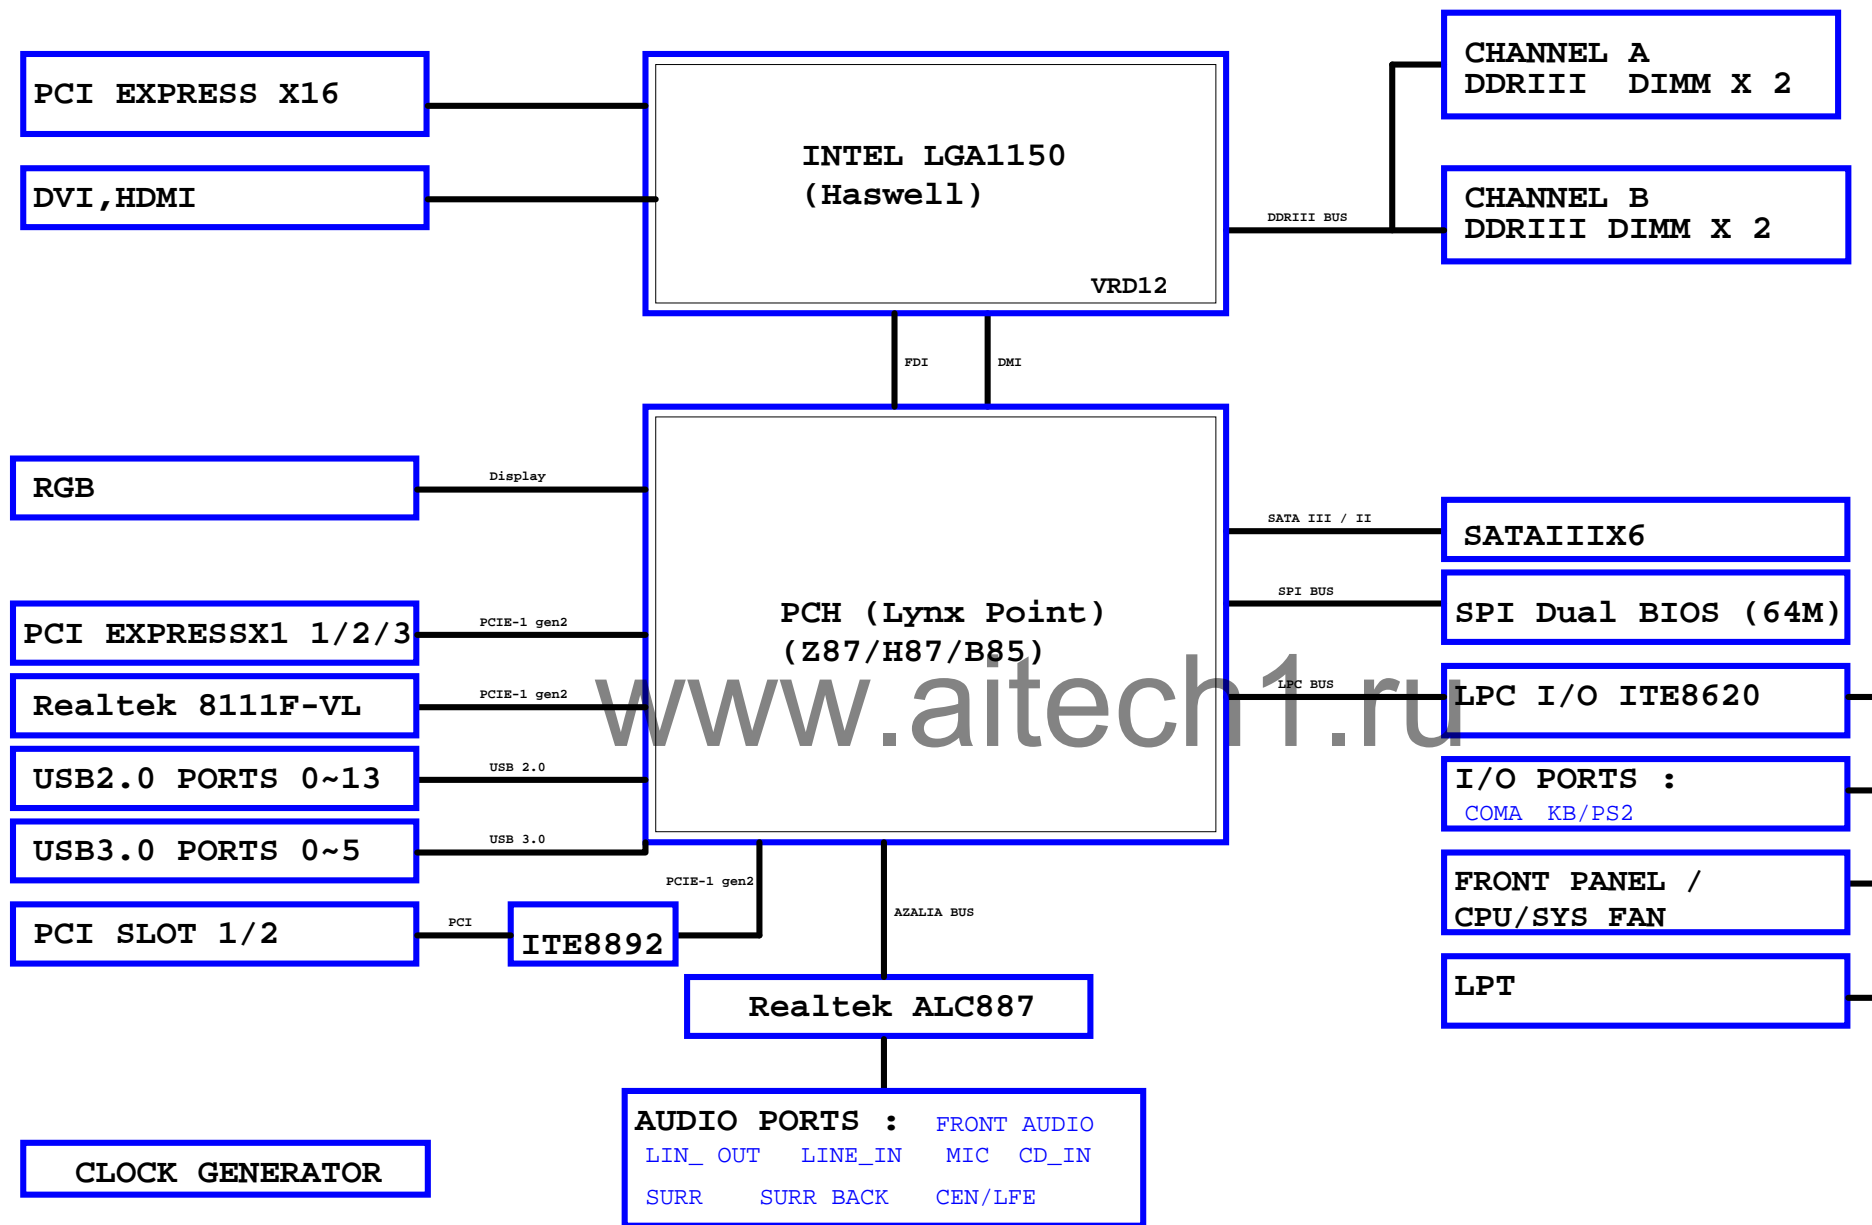 PCI EXPRESS X16
DVI,HDMI
INTEL LGA1150
(Haswell)
VRD12
CHANNEL A
DDRIII DIMM X 2
DDRIII BUS
CHANNEL B
DDRIII DIMM X 2
FDI
DMI
RGB
Display
PCI EXPRESSX1 1/2/3
PCIE-1 gen2
Realtek 8111F-VL
PCIE-1 gen2
USB2.0 PORTS 0~13
USB 2.0
USB3.0 PORTS 0~5
USB 3.0
PCI SLOT 1/2
PCI
ITE8892
PCIE-1 gen2
PCH (Lynx Point)
(Z87/H87/B85)
www.aitech1.ru
SATA III / II
SATAIIIX6
SPI BUS
SPI Dual BIOS (64M)
LPC BUS
LPC I/O ITE8620
I/O PORTS :
COMA KB/PS2
FRONT PANEL /
CPU/SYS FAN
LPT
AZALIA BUS
Realtek ALC887
AUDIO PORTS : FRONT AUDIO
LIN_ OUT LINE_IN MIC CD_IN
SURR SURR BACK CEN/LFE
CLOCK GENERATOR